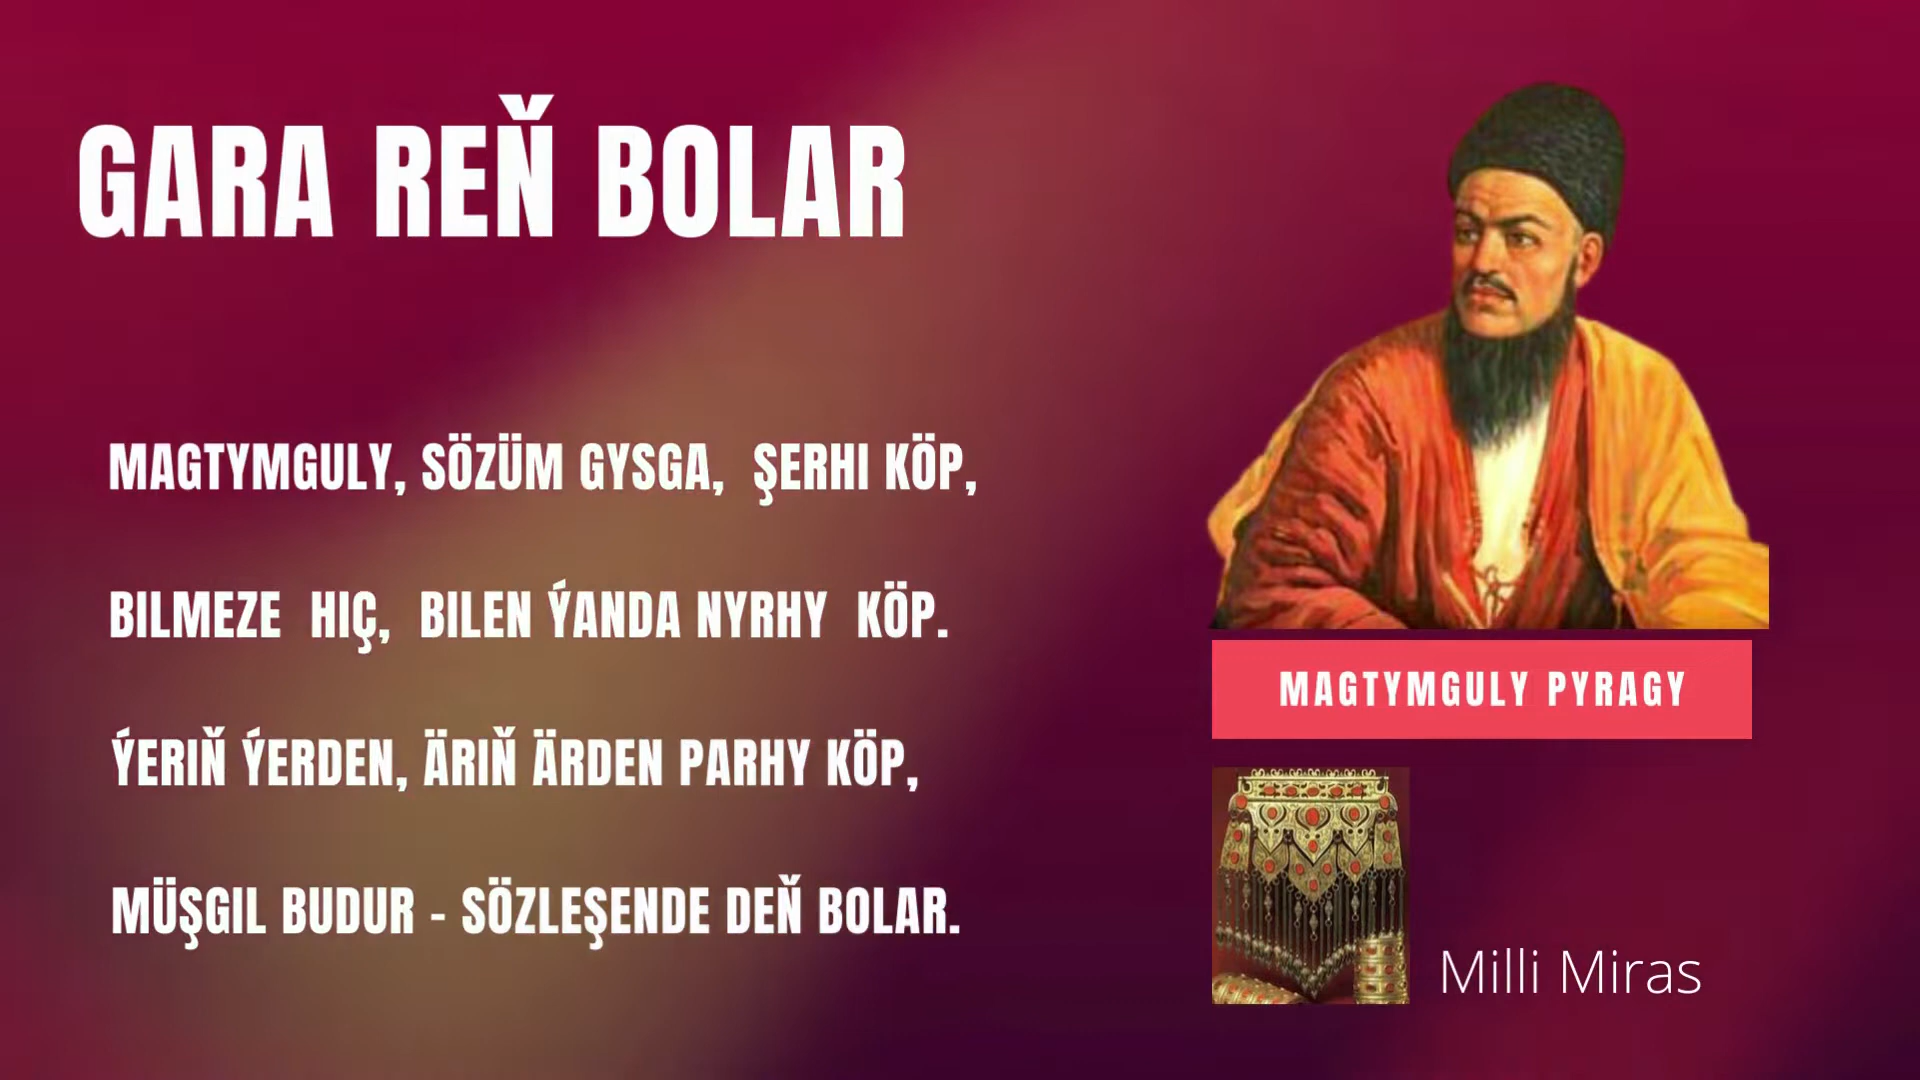 GARA REŇ BOLAR
MAGTYMGULY, SÖZÜM GYSGA, ŞERHI KÖP,
BILMEZE HIÇ, BILEN ÝANDA NYRHY KÖP.
ÝERIŇ ÝERDEN, ÄRIŇ ÄRDEN PARHY KÖP,
MÜŞGIL BUDUR - SÖZLEŞENDE DEŇ BOLAR.
MAGTYMGULY PYRAGY
Milli Miras